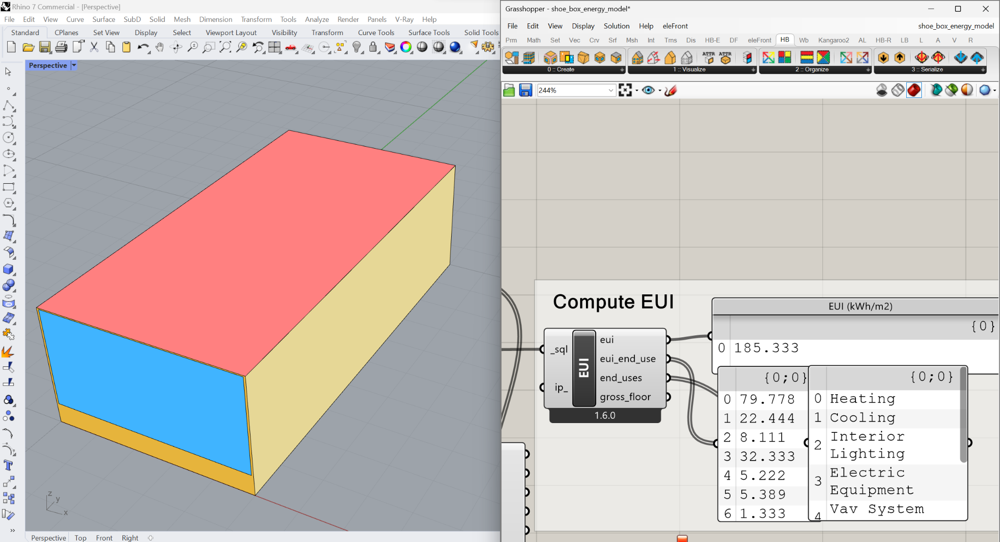 Rhino 7 Commercial - [Perspective]
File Edit View Curve Surface SubD Solid Mesh Dimension Transform Tools Analyze Render Panels V-Ray Help
Standard CPlanes Set View Display Select Viewport Layout Visibility Transform Curve Tools Surface Tools Solid Tools
Perspective
z
y
x
Perspective Top Front Right
Grasshopper - shoe_box_energy_model*
File Edit View Display Solution Help eleFront
shoe_box_energy_model
Prm Math Set Vec Crv Srf Msh Int Trns Dis HB-E DF eleFront HB Wb Kangaroo2 AL HB-R LB L A V R
ATTR ATTR
0 :: Create
1 :: Visualize
2 :: Organize
3 :: Serialize
244%
Compute EUI
_sql
ip_
EUI
eui
eui_end_use
end_uses
gross_floor
1.6.0
EUI (kWh/m2)
{0}
0 185.333
{0;0}
0 79.778
1 22.444
2 8.111
3 32.333
4 5.222
5 5.389
6 1.333
{0;0}
0 Heating
1 Cooling
2 Interior
Lighting
3 Electric
Equipment
4 Vav System